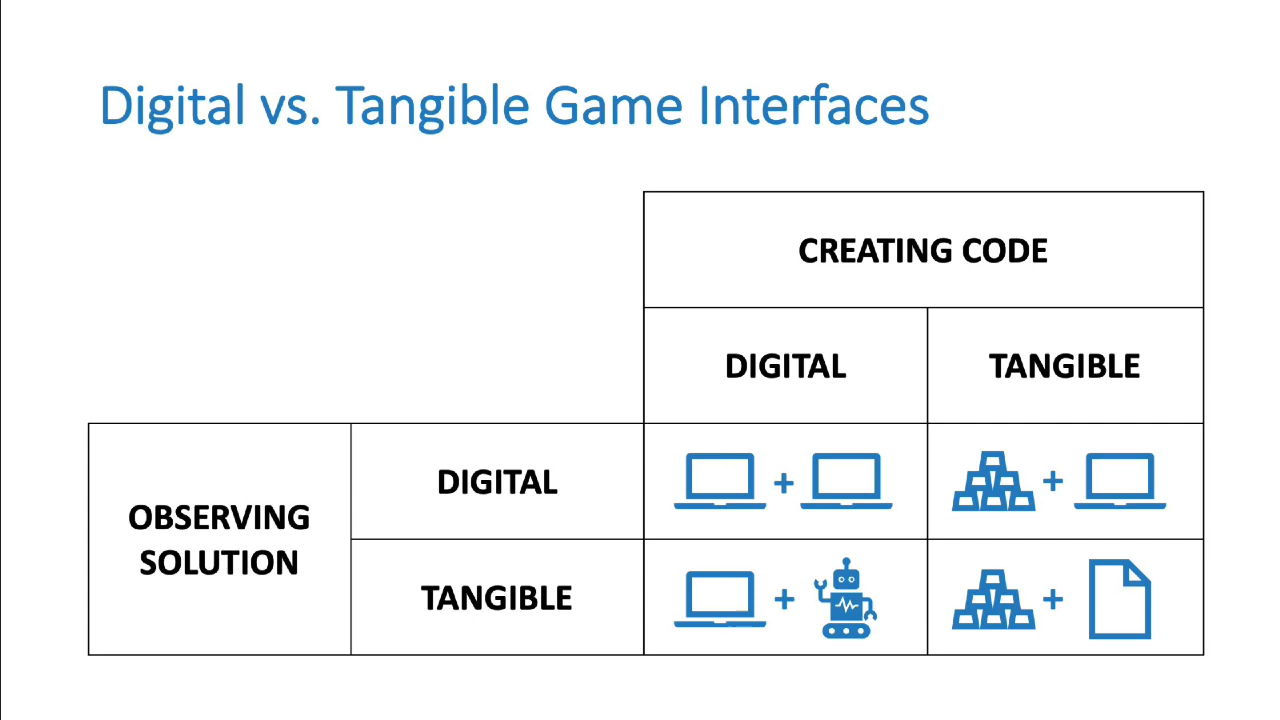 Digital vs. Tangible Game Interfaces
CREATING CODE
DIGITAL
TANGIBLE
OBSERVING
SOLUTION
DIGITAL
+
+
TANGIBLE
+
+